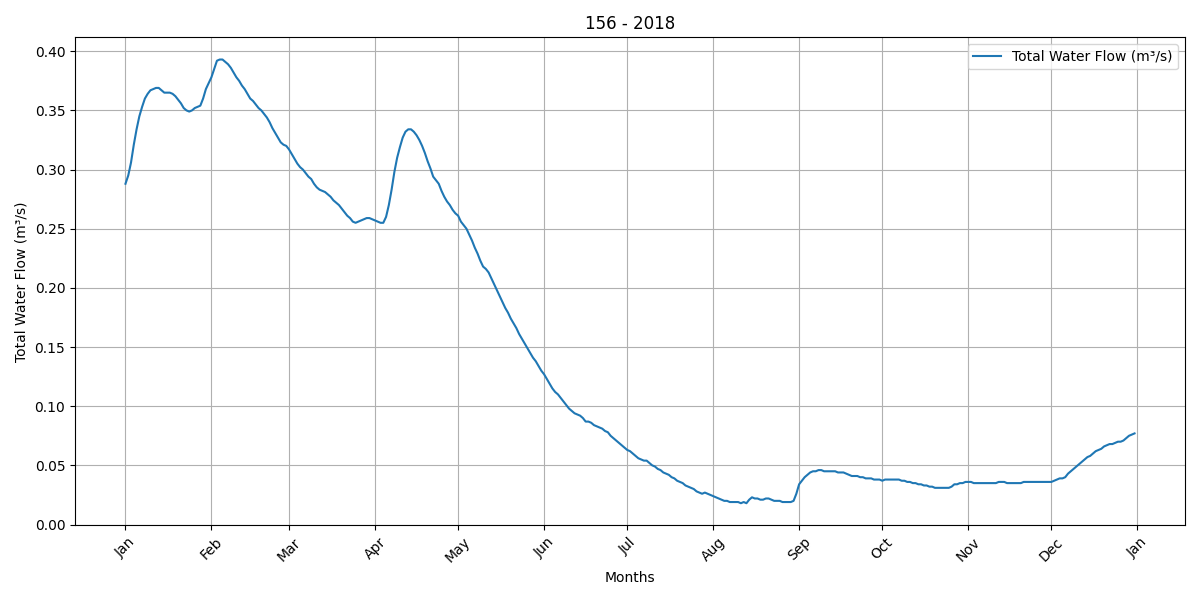 156 - 2018
Total Water Flow (m³/s)
Total Water Flow (m³/s)
0.40
0.35
0.30
0.25
0.20
0.15
0.10
0.05
0.00
Jan
Feb
Mar
Apr
May
Jun
Jul
Aug
Sep
Oct
Nov
Dec
Jan
Months